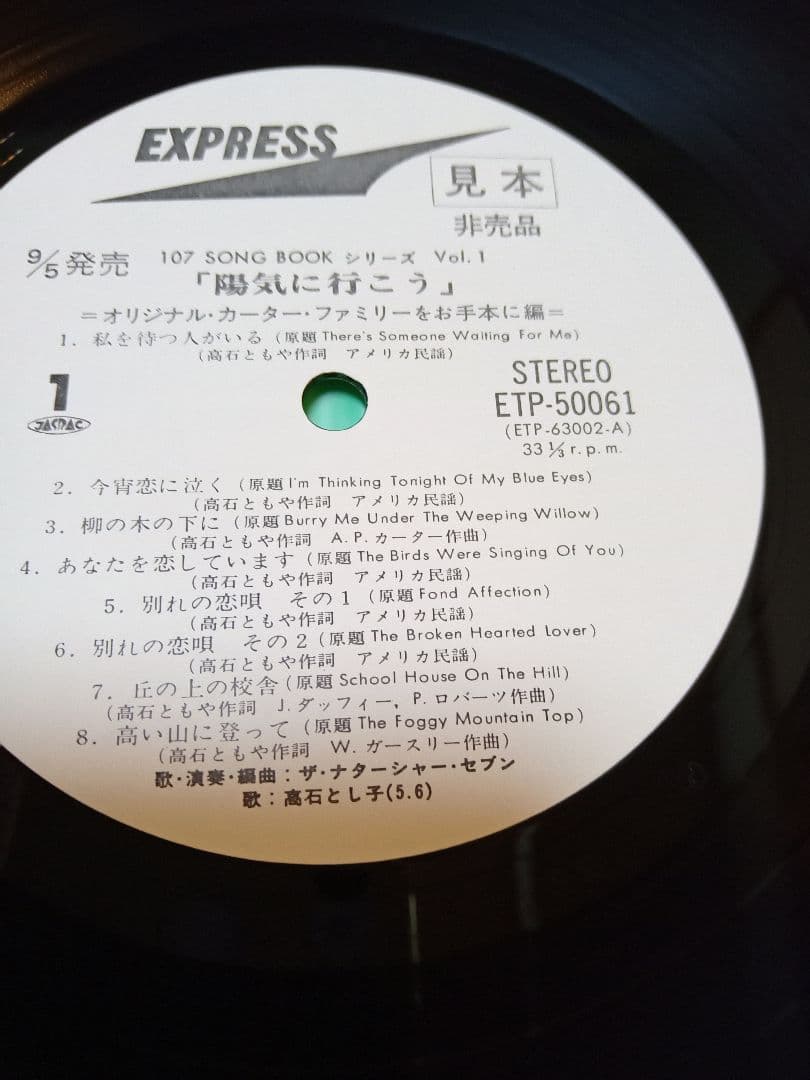 EXPRESS
見本
非売品
9/5発売
107 SONG BOOK シリーズ Vol.1
「陽気に行こう」
=オリジナル・カーター・ファミリーをお手本に編=
1. 私を待つ人がいる (原題 There's Someone Waiting For Me)
(高石ともや作詞 アメリカ民謡)
1
JASRAC
STEREO
ETP-50061
(ETP-63002-A)
33 1/3 r.p.m.
2. 今宵恋に泣く (原題 I'm Thinking Tonight Of My Blue Eyes)
(高石ともや作詞 アメリカ民謡)
3. 柳の木の下に (原題 Burry Me Under The Weeping Willow)
(高石ともや作詞 A.P.カーター作曲)
4. あなたを恋しています (原題 The Birds Were Singing Of You)
(高石ともや作詞 アメリカ民謡)
5. 別れの恋唄 その1 (原題 Fond Affection)
(高石ともや作詞 アメリカ民謡)
6. 別れの恋唄 その2 (原題 The Broken Hearted Lover)
(高石ともや作詞 アメリカ民謡)
7. 丘の上の校舎 (原題 School House On The Hill)
(高石ともや作詞 J.ダッフィー, P.ロバーツ作曲)
8. 高い山に登って (原題 The Foggy Mountain Top)
(高石ともや作詞 W.ガースリー作曲)
歌・演奏・編曲:ザ・ナターシャー・セブン
歌:高石とし子(5.6)